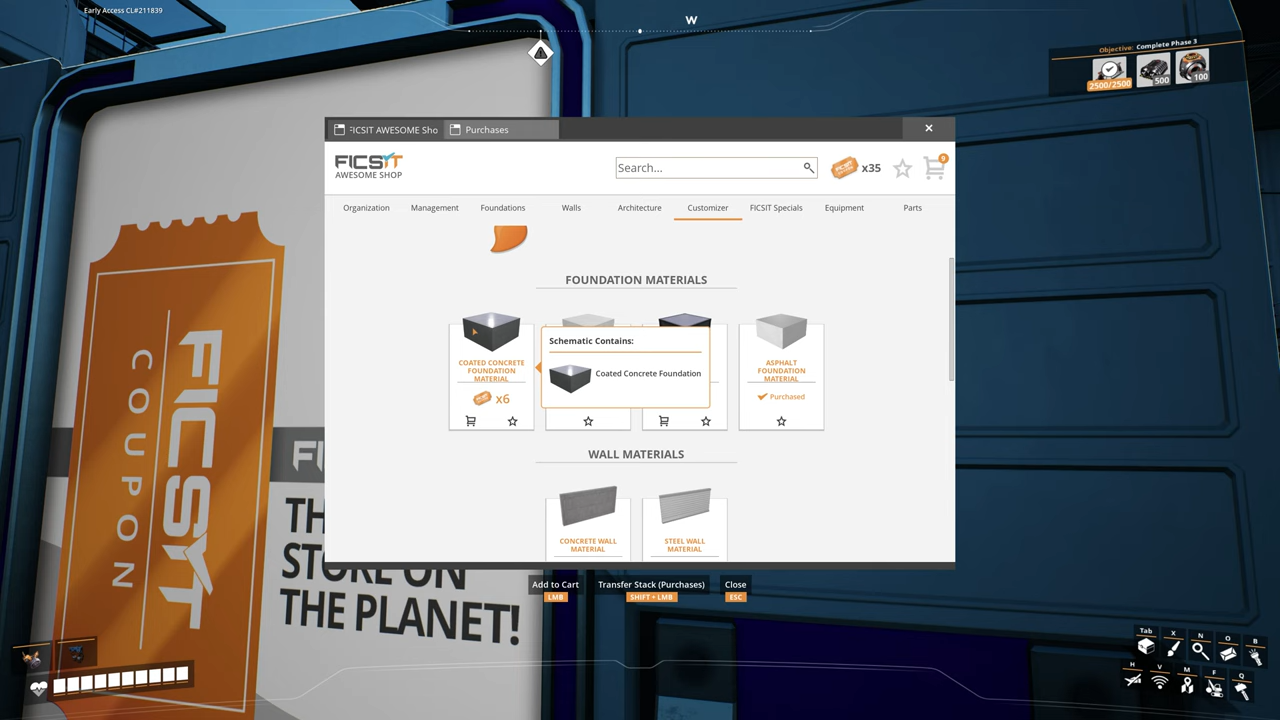 Early Access CL#211839
W
Objective: Complete Phase 3
2500/2500
500
100
FICSIT AWESOME Sho
Purchases
FICSIT
AWESOME SHOP
Search...
x35
9
Organization
Management
Foundations
Walls
Architecture
Customizer
FICSIT Specials
Equipment
Parts
FOUNDATION MATERIALS
COATED CONCRETE
FOUNDATION
MATERIAL
x6
Schematic Contains:
Coated Concrete Foundation
ASPHALT
FOUNDATION
MATERIAL
Purchased
WALL MATERIALS
CONCRETE WALL
MATERIAL
STEEL WALL
MATERIAL
Add to Cart
LMB
Transfer Stack (Purchases)
SHIFT + LMB
Close
ESC
FICSIT
COUPON
FI
TH
STORE ON
THE PLANET!
Tab
X
N
O
B
H
V
M
F
Q